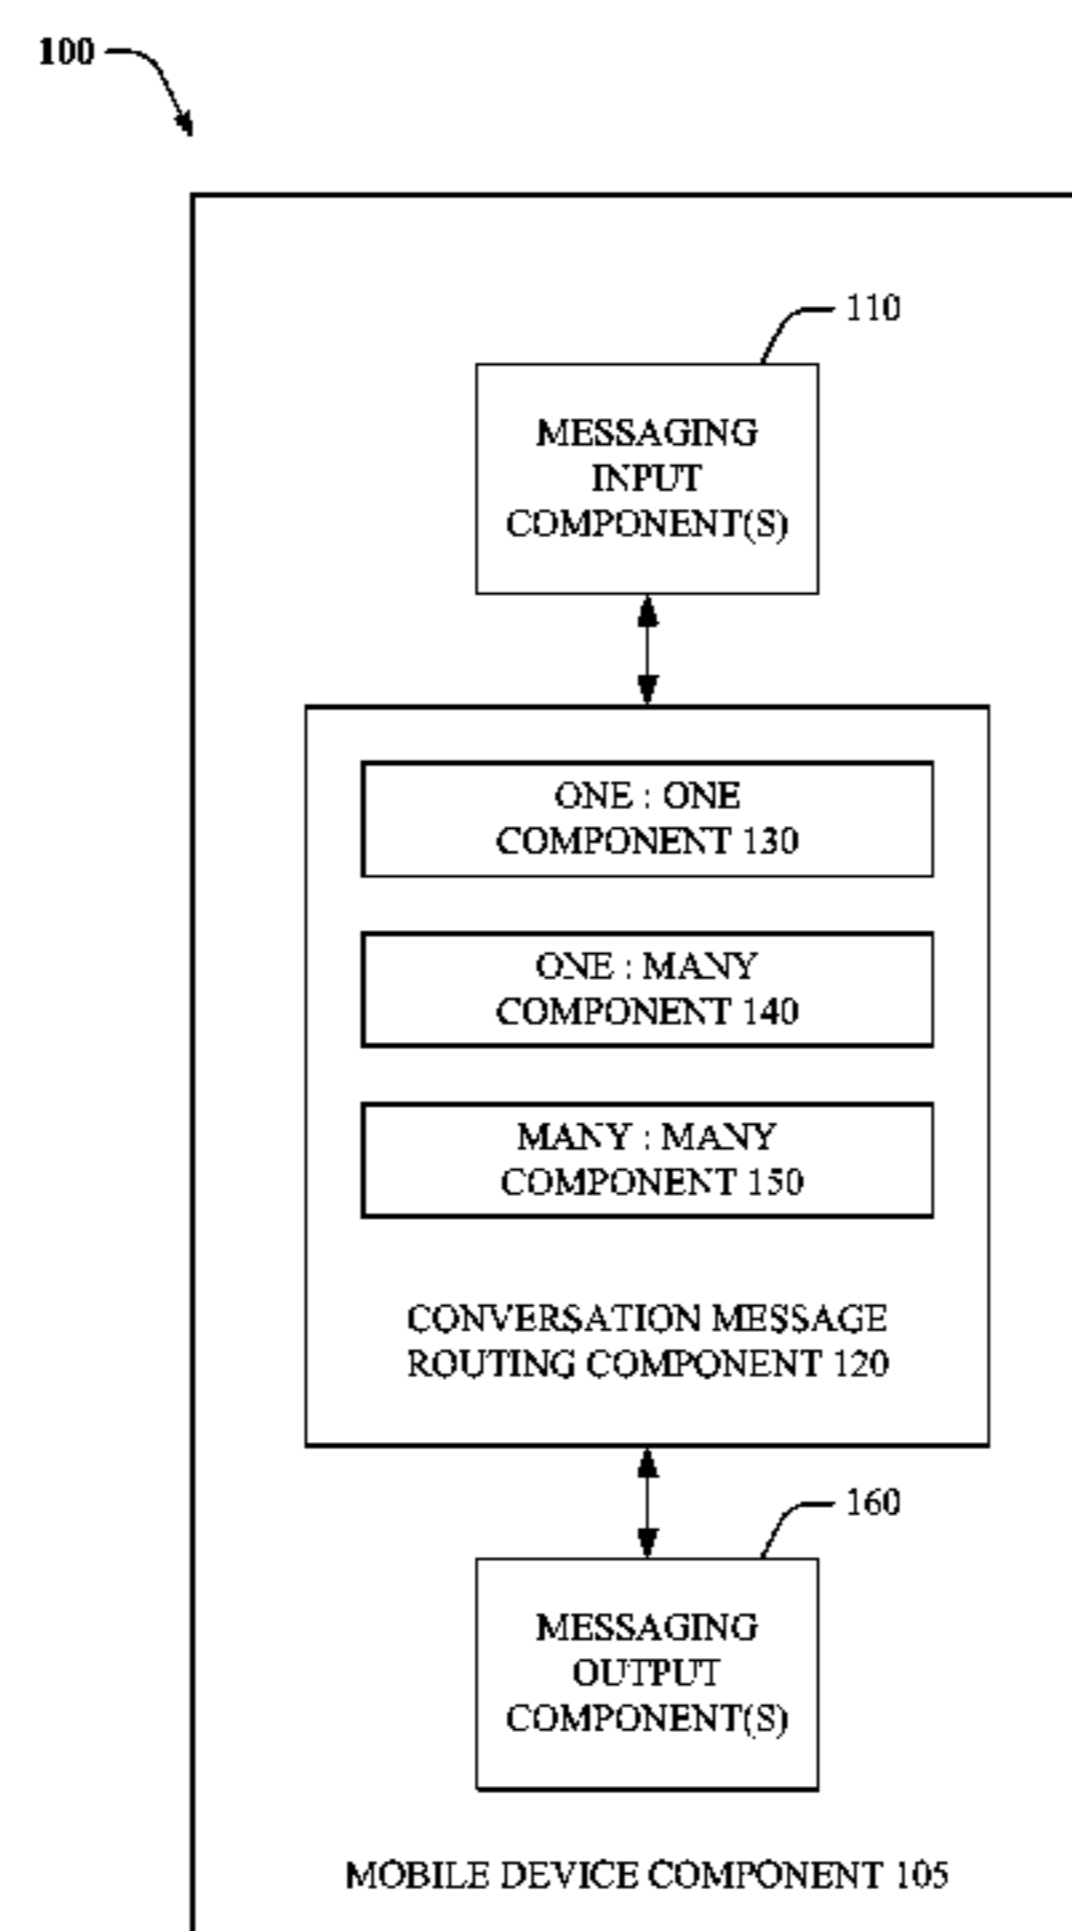 100
110
MESSAGING
INPUT
COMPONENT(S)
ONE : ONE
COMPONENT 130
ONE : MANY
COMPONENT 140
MANY : MANY
COMPONENT 150
CONVERSATION MESSAGE
ROUTING COMPONENT 120
160
MESSAGING
OUTPUT
COMPONENT(S)
MOBILE DEVICE COMPONENT 105